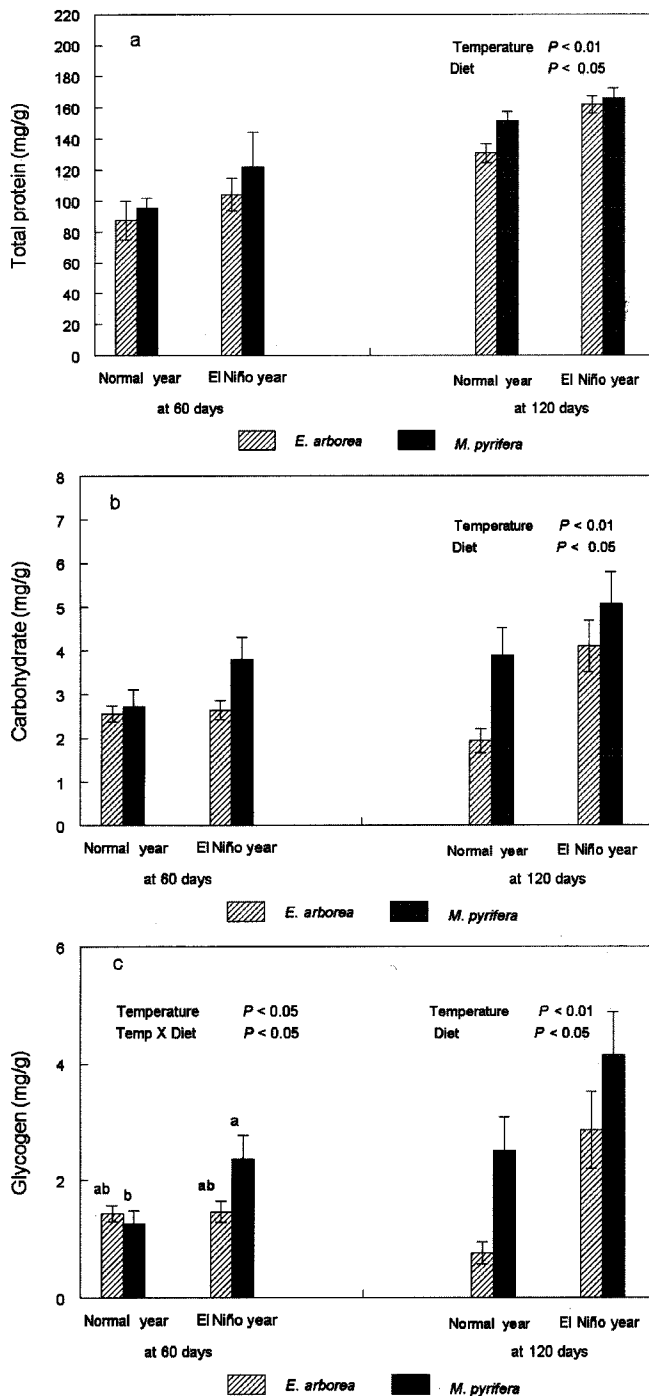 a
220
200
180
160
140
120
100
80
60
40
20
0
Total protein (mg/g)
Temperature P < 0.01
Diet P < 0.05
Normal year El Niño year Normal year El Niño year
at 60 days at 120 days
E. arborea M. pyrifera
b
8
7
6
5
4
3
2
1
0
Carbohydrate (mg/g)
Temperature P < 0.01
Diet P < 0.05
Normal year El Niño year Normal year El Niño year
at 60 days at 120 days
E. arborea M. pyrifera
c
6
4
2
0
Glycogen (mg/g)
Temperature P < 0.05 Temperature P < 0.01
Temp X Diet P < 0.05 Diet P < 0.05
ab b ab a
Normal year El Niño year Normal year El Niño year
at 60 days at 120 days
E. arborea M. pyrifera